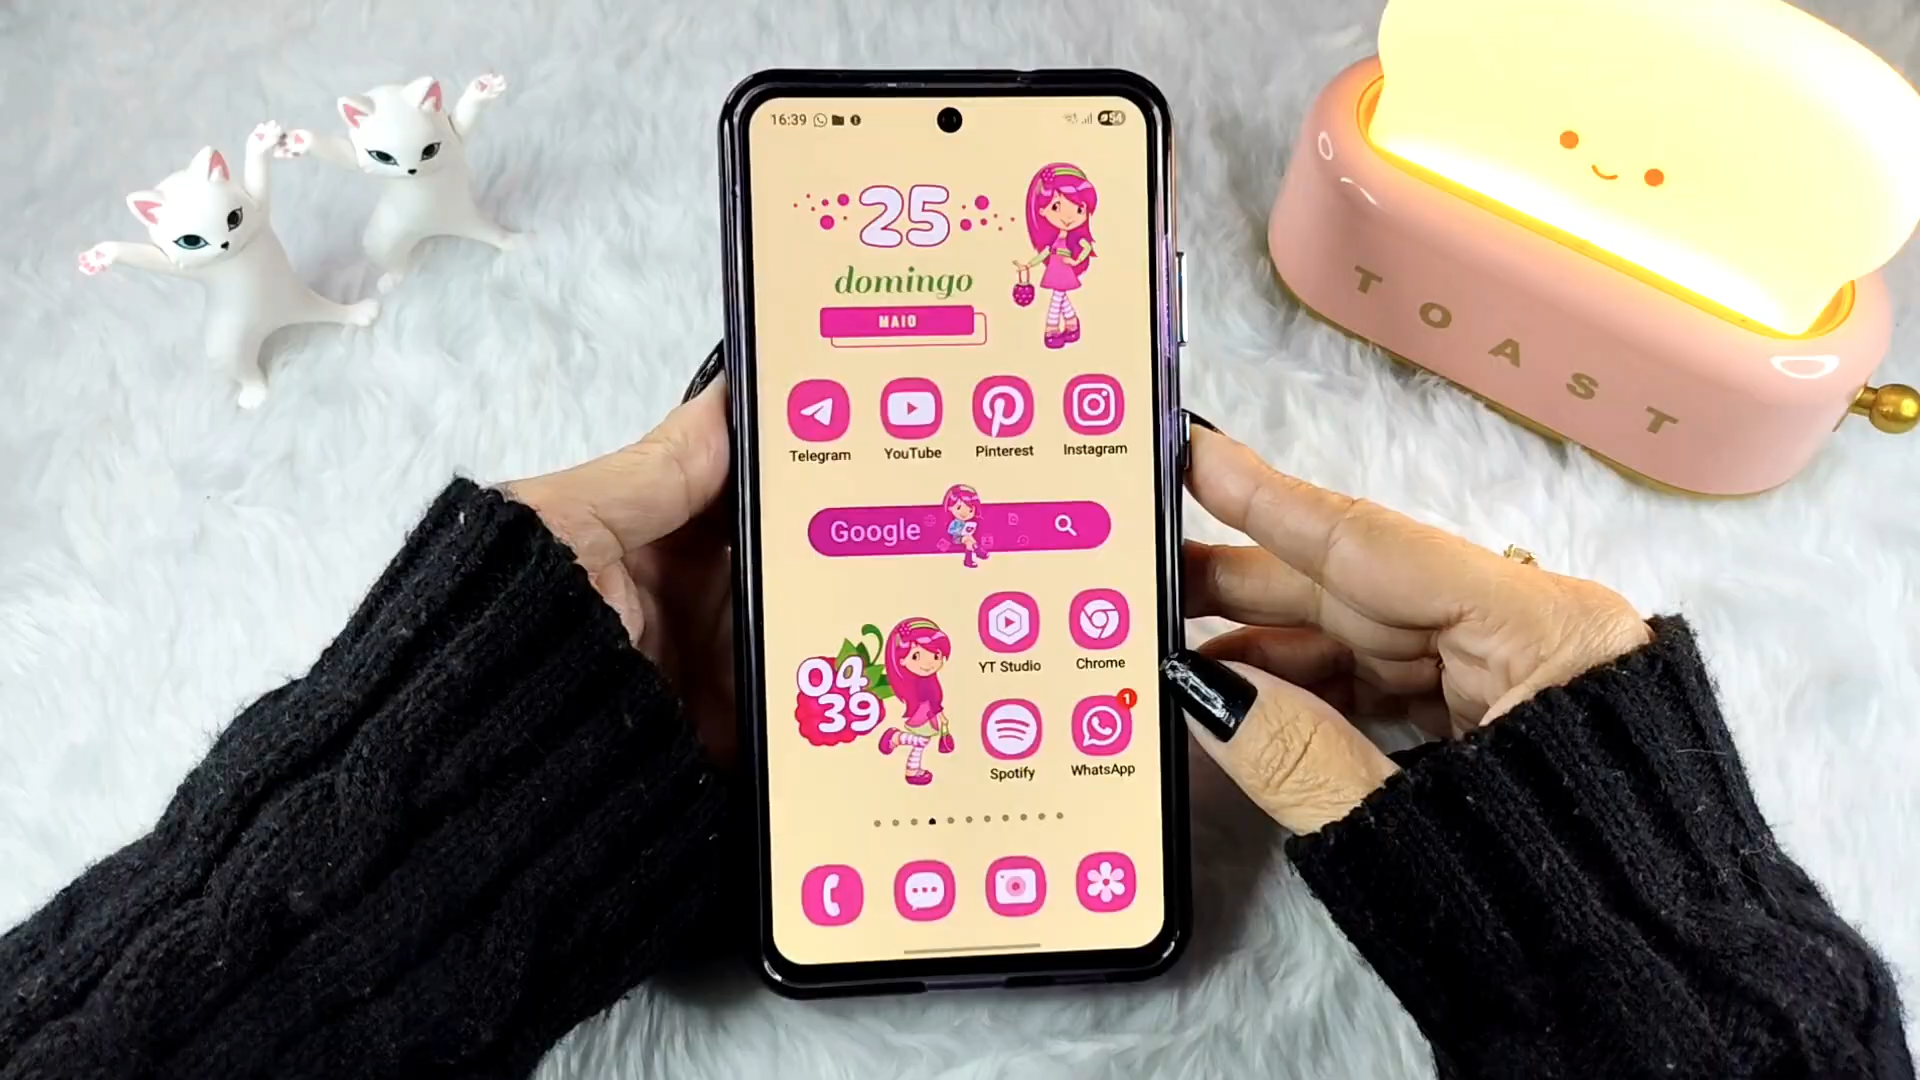 16:39
54
25
domingo
MAIO
Telegram
YouTube
Pinterest
Instagram
Google
YT Studio
Chrome
04
39
1
Spotify
WhatsApp
TOAST